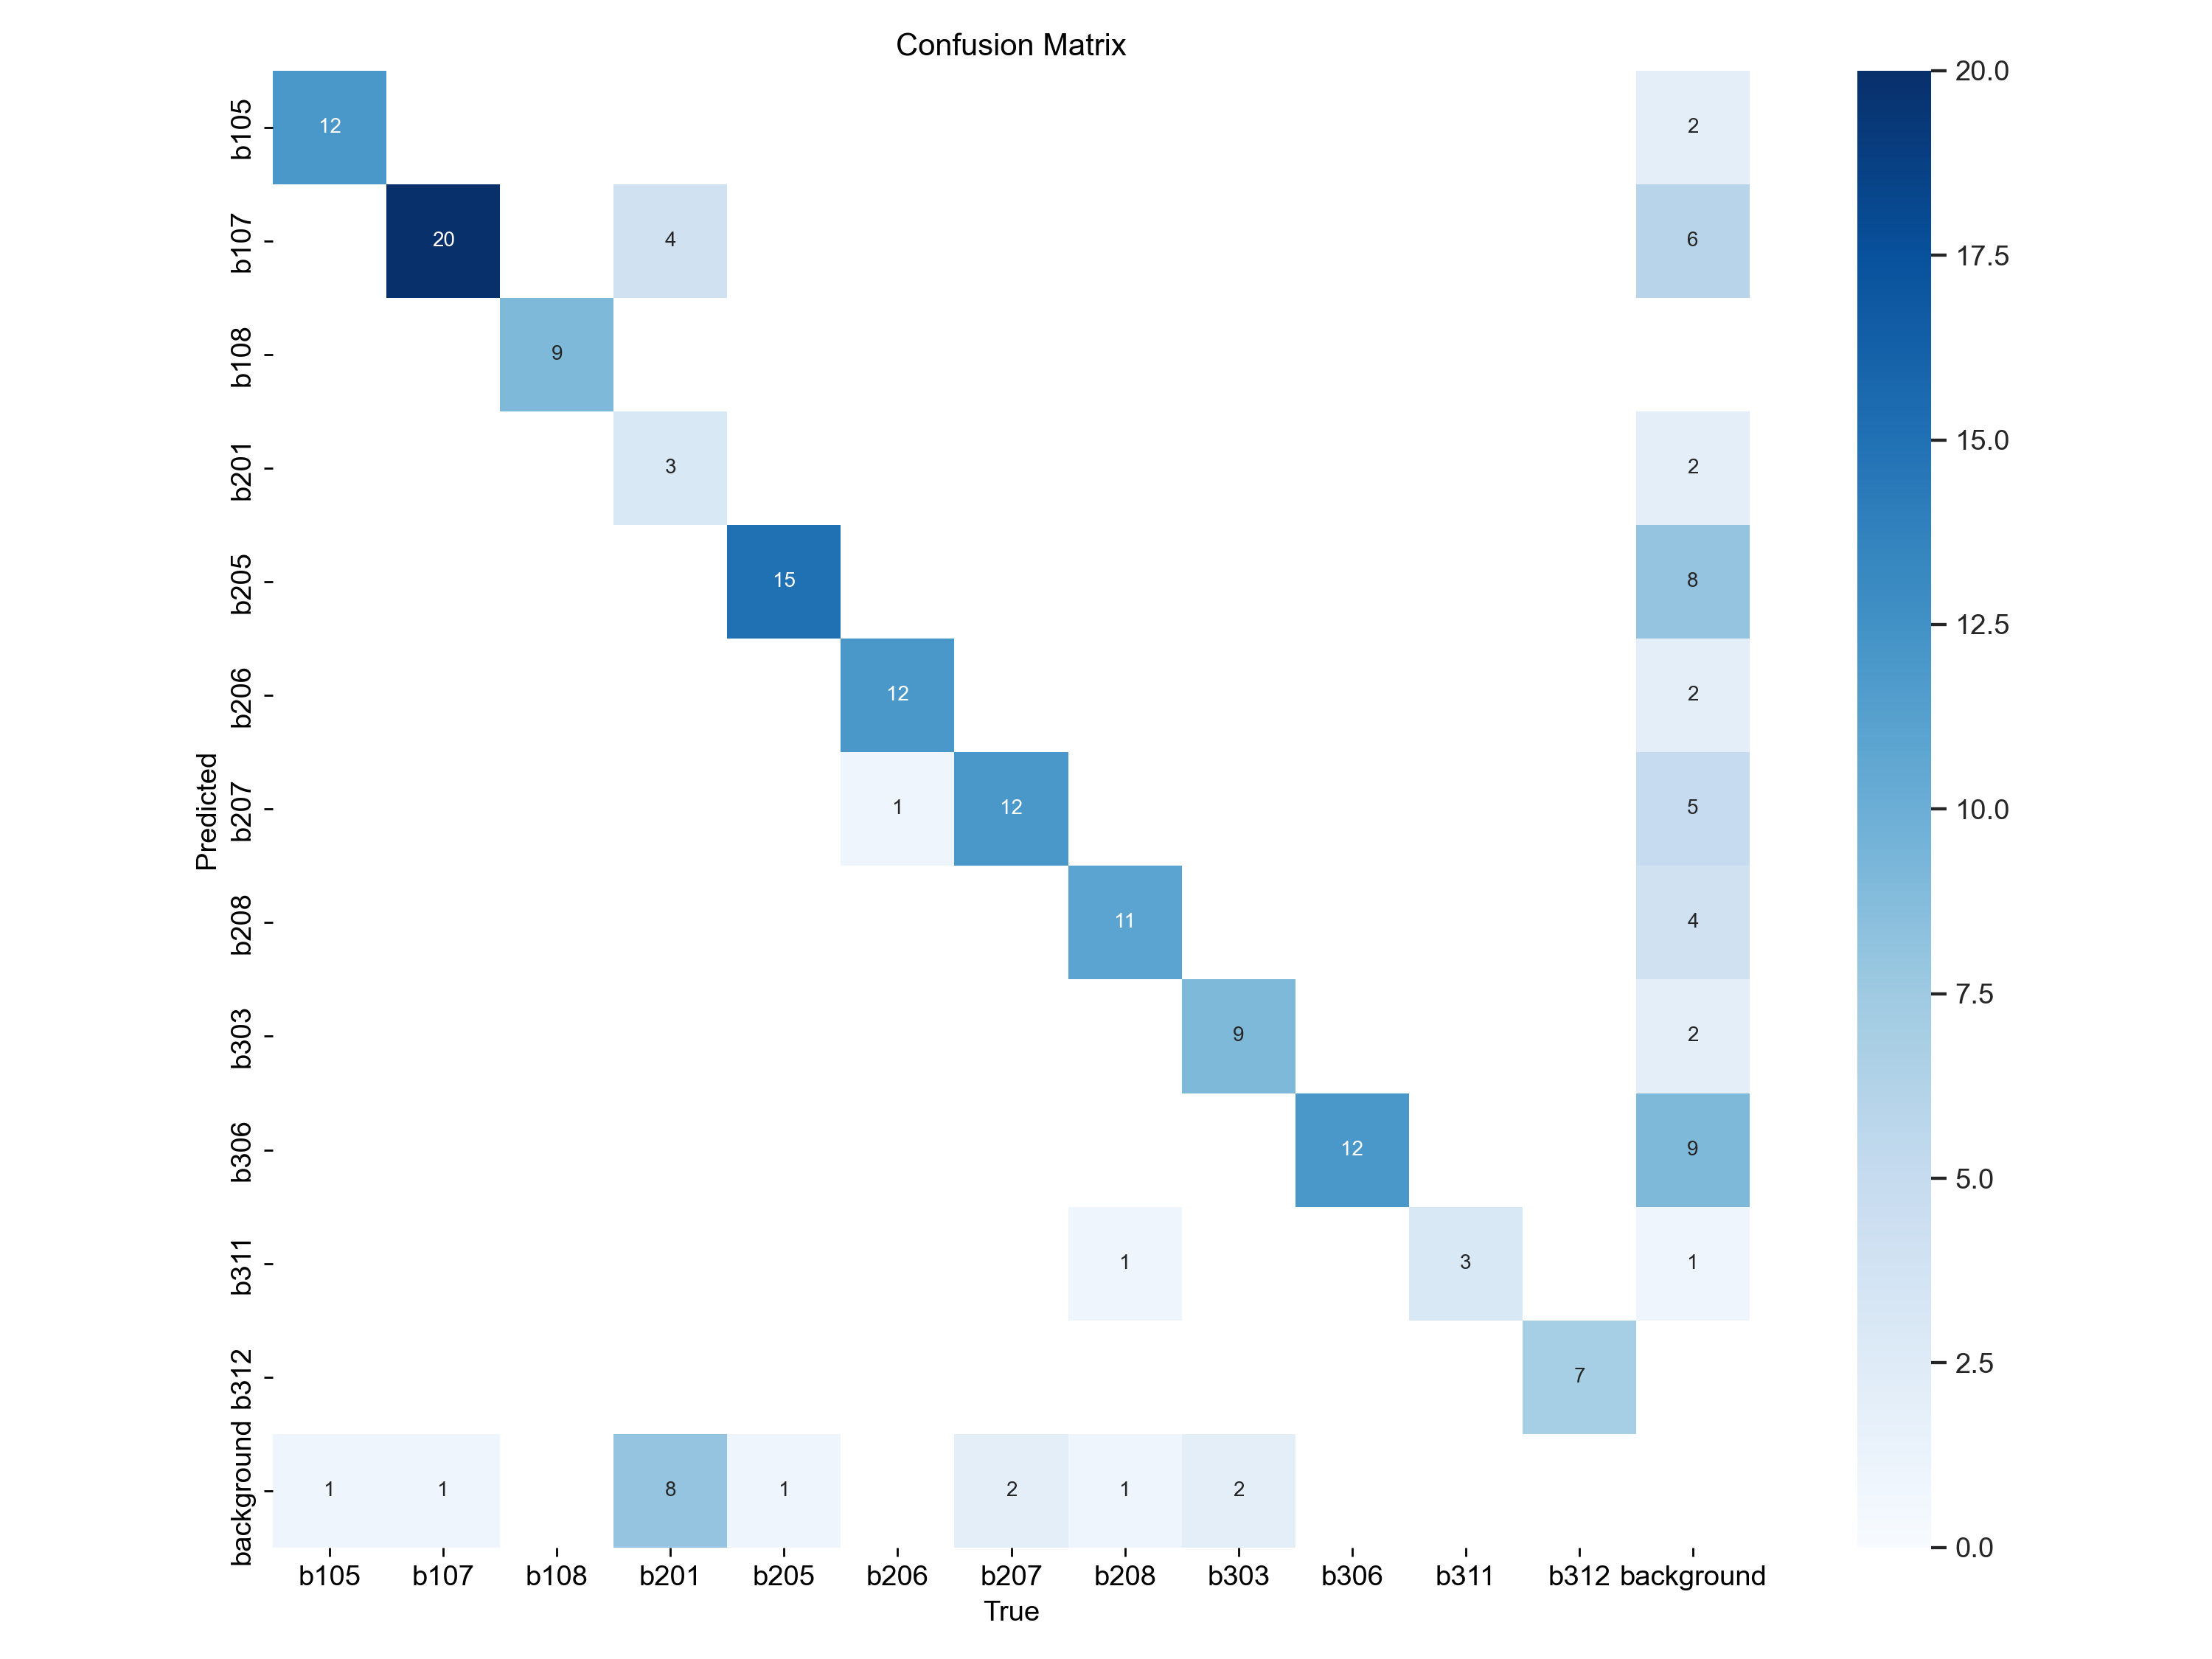 Confusion Matrix
b105 12 2 20.0
b107 20 4 6 17.5
b108 9
b201 3 2 15.0
b205 15 8
b206 12 2 12.5
Predicted
b207 1 12 5 10.0
b208 11 4
b303 9 2 7.5
b306 12 9 5.0
b311 1 3 1
b312 7 2.5
background 1 1 8 1 2 1 2
0.0
b105 b107 b108 b201 b205 b206 b207 b208 b303 b306 b311 b312 background
True